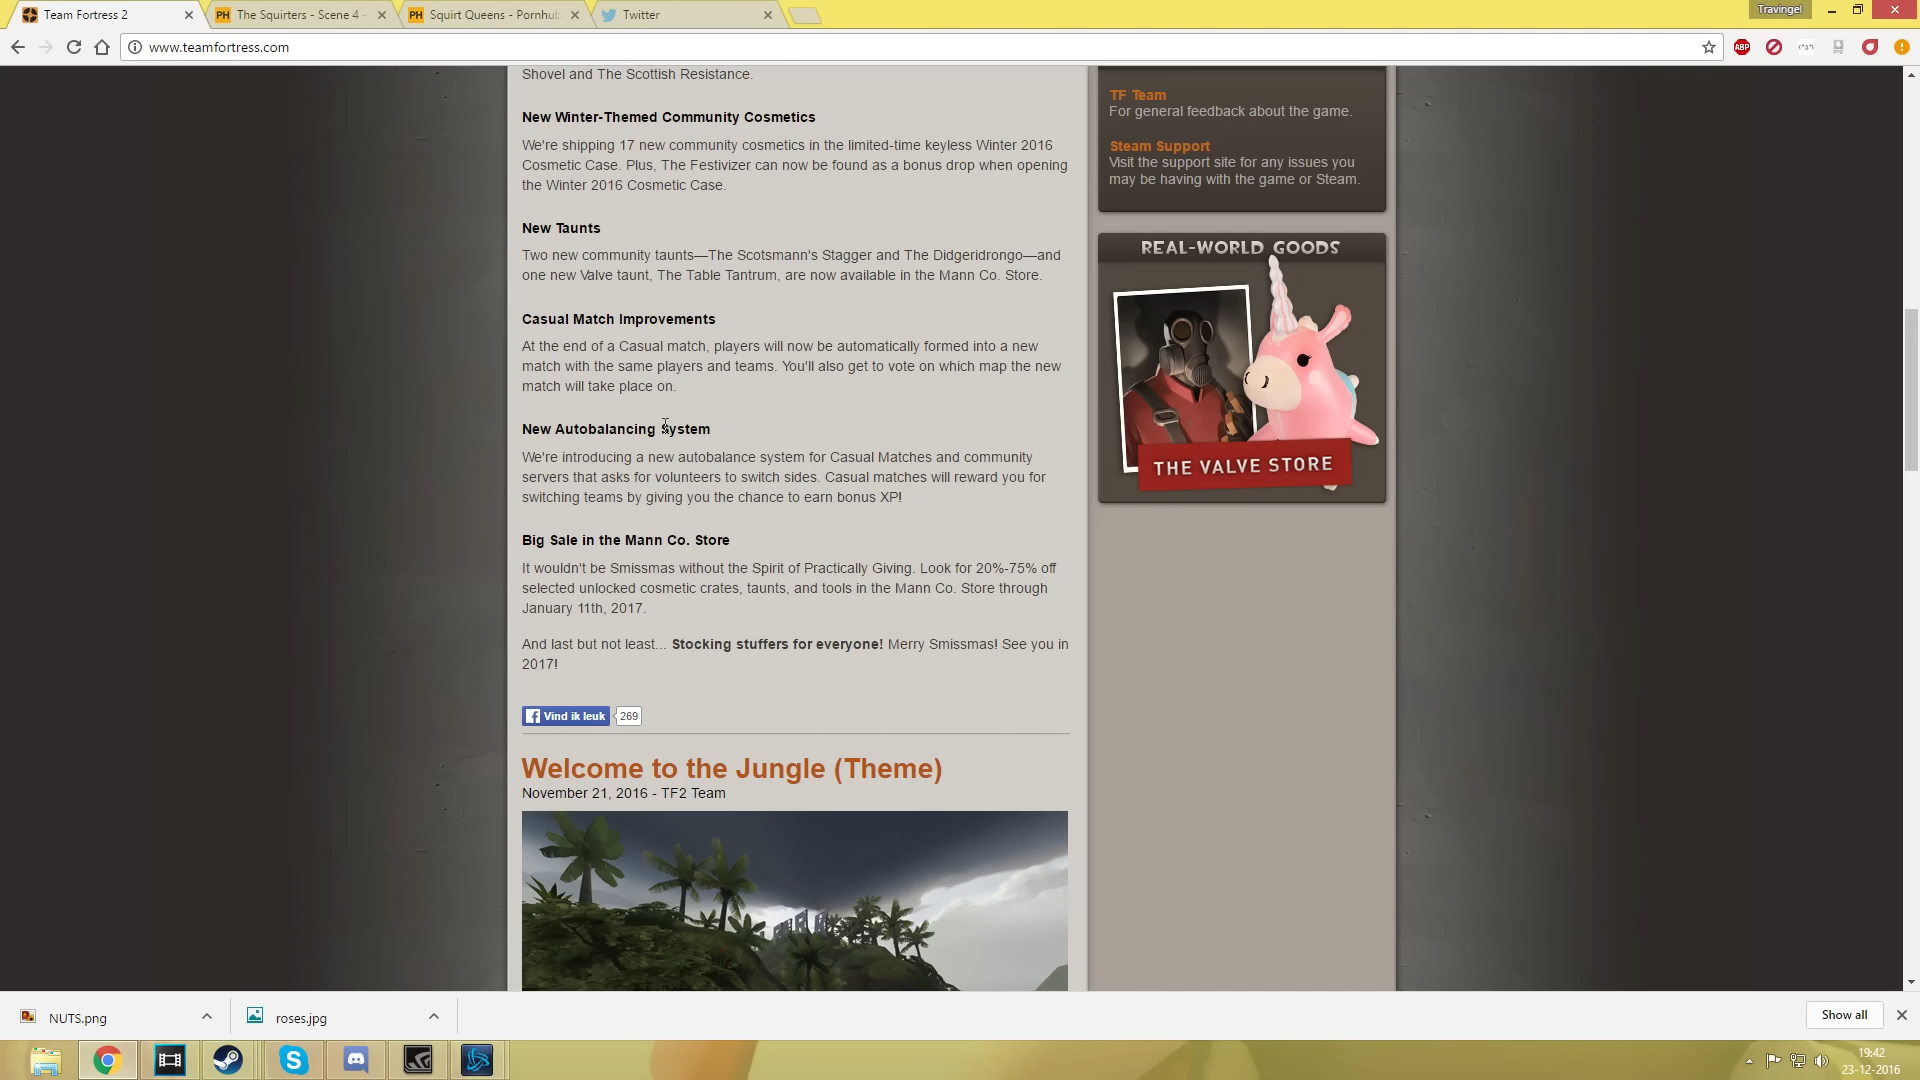 Team Fortress 2
The Squirters - Scene 4 -
Squirt Queens - Pornhub
Twitter
Travingel
www.teamfortress.com
ABP
Shovel and The Scottish Resistance.
New Winter-Themed Community Cosmetics
We're shipping 17 new community cosmetics in the limited-time keyless Winter 2016
Cosmetic Case. Plus, The Festivizer can now be found as a bonus drop when opening
the Winter 2016 Cosmetic Case.
New Taunts
Two new community taunts—The Scotsmann's Stagger and The Didgeridrongo—and
one new Valve taunt, The Table Tantrum, are now available in the Mann Co. Store.
Casual Match Improvements
At the end of a Casual match, players will now be automatically formed into a new
match with the same players and teams. You'll also get to vote on which map the new
match will take place on.
New Autobalancing System
We're introducing a new autobalance system for Casual Matches and community
servers that asks for volunteers to switch sides. Casual matches will reward you for
switching teams by giving you the chance to earn bonus XP!
Big Sale in the Mann Co. Store
It wouldn't be Smissmas without the Spirit of Practically Giving. Look for 20%-75% off
selected unlocked cosmetic crates, taunts, and tools in the Mann Co. Store through
January 11th, 2017.
And last but not least... Stocking stuffers for everyone! Merry Smissmas! See you in
2017!
Vind ik leuk 269
Welcome to the Jungle (Theme)
November 21, 2016 - TF2 Team
TF Team
For general feedback about the game.
Steam Support
Visit the support site for any issues you
may be having with the game or Steam.
REAL-WORLD GOODS
THE VALVE STORE
NUTS.png
roses.jpg
Show all
19:42
23-12-2016